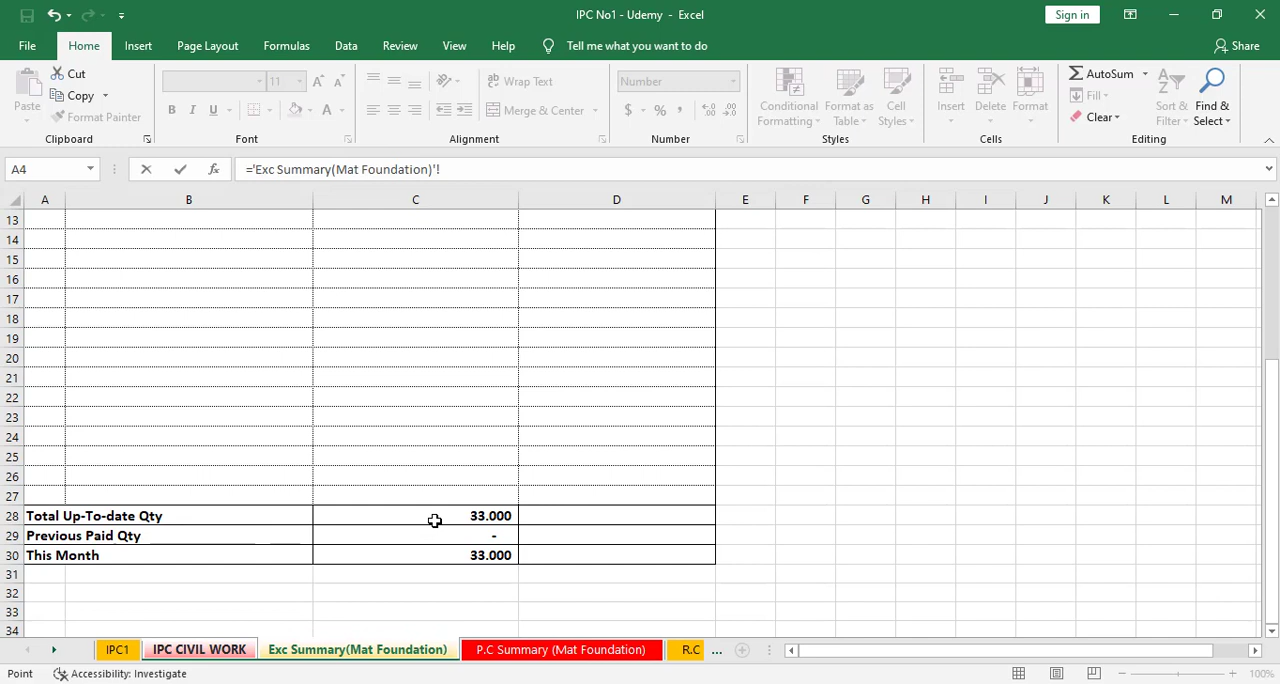 IPC No1 - Udemy - Excel
Sign in
File Home Insert Page Layout Formulas Data Review View Help Tell me what you want to do Share
Paste Cut Copy Format Painter
11 B I U
Wrap Text Merge & Center
Number $ %
Conditional Formatting Format as Table Cell Styles
Insert Delete Format
AutoSum Fill Clear Sort & Filter Find & Select
Clipboard Font Alignment Number Styles Cells Editing
A4 fx ='Exc Summary(Mat Foundation)'!
A B C D E F G H I J K L M
13
14
15
16
17
18
19
20
21
22
23
24
25
26
27
28 Total Up-To-date Qty 33.000
29 Previous Paid Qty -
30 This Month 33.000
31
32
33
34
IPC1 IPC CIVIL WORK Exc Summary(Mat Foundation) P.C Summary (Mat Foundation) R.C ...
Point Accessibility: Investigate 100%